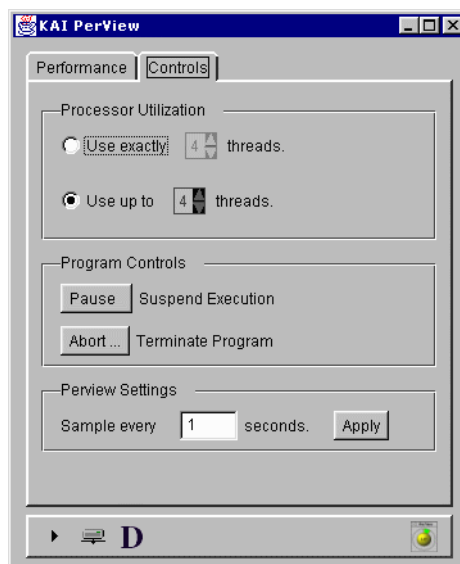 KAI PerView
Performance Controls
Processor Utilization
Use exactly 4 threads.
Use up to 4 threads.
Program Controls
Pause Suspend Execution
Abort ... Terminate Program
Perview Settings
Sample every 1 seconds. Apply
D